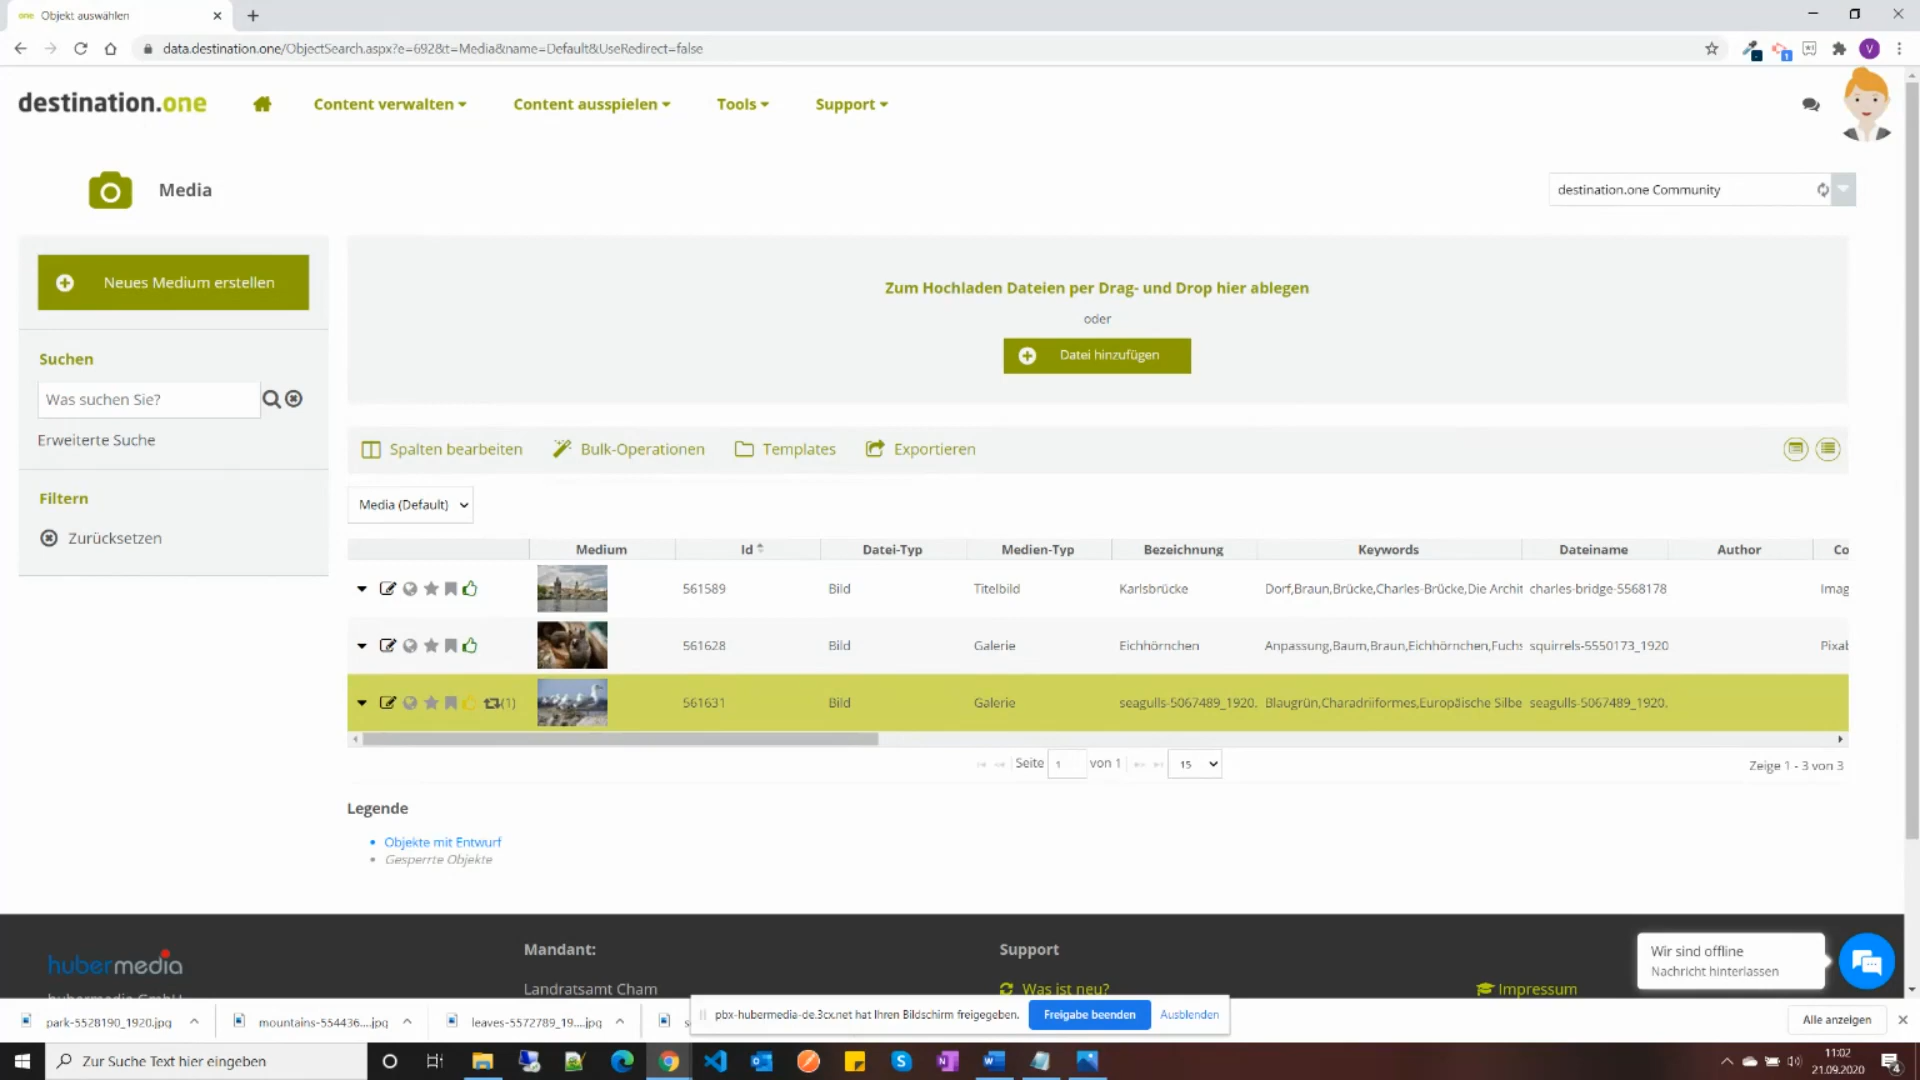 one Objekt auswählen
data.destination.one/ObjectSearch.aspx?e=692&t=Media&name=Default&UseRedirect=false
1
V
destination.one
Content verwalten
Content ausspielen
Tools
Support
Media
destination.one Community
Neues Medium erstellen
Zum Hochladen Dateien per Drag- und Drop hier ablegen
oder
Datei hinzufügen
Suchen
Was suchen Sie?
Erweiterte Suche
Filtern
Zurücksetzen
Spalten bearbeiten
Bulk-Operationen
Templates
Exportieren
Media (Default)
Medium Id Datei-Typ Medien-Typ Bezeichnung Keywords Dateiname Author Co
561589 Bild Titelbild Karlsbrücke Dorf,Braun,Brücke,Charles-Brücke,Die Archit charles-bridge-5568178 Imag
561628 Bild Galerie Eichhörnchen Anpassung,Baum,Braun,Eichhörnchen,Fuchs squirrels-5550173_1920 Pixab
(1) 561631 Bild Galerie seagulls-5067489_1920. Blaugrün,Charadriiformes,Europäische Silbe seagulls-5067489_1920.
Seite 1 von 1 15
Zeige 1 - 3 von 3
Legende
Objekte mit Entwurf
Gesperrte Objekte
hubermedia
hubermedia GmbH
Mandant:
Landratsamt Cham
Support
Was ist neu?
Impressum
Wir sind offline
Nachricht hinterlassen
park-5528190_1920.jpg
mountains-554436....jpg
leaves-5572789_19....jpg
pbx-hubermedia-de.3cx.net hat Ihren Bildschirm freigegeben.
Freigabe beenden
Ausblenden
Alle anzeigen
Zur Suche Text hier eingeben
11:02
21.09.2020
4